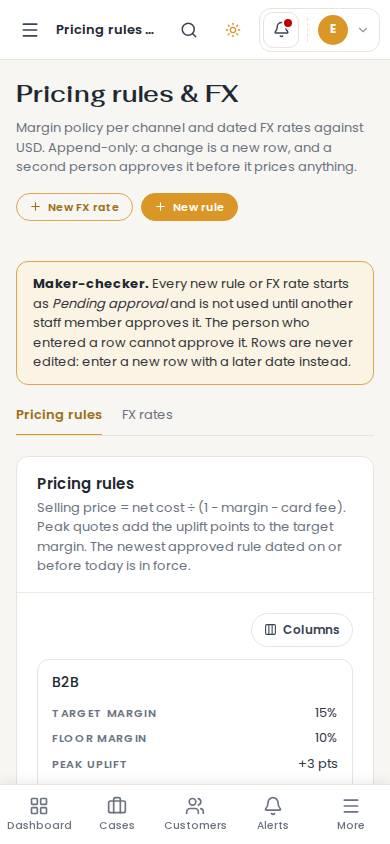 Pricing rules ...
E
Pricing rules & FX
Margin policy per channel and dated FX rates against
USD. Append-only: a change is a new row, and a
second person approves it before it prices anything.
+ New FX rate
+ New rule
Maker-checker. Every new rule or FX rate starts
as Pending approval and is not used until another
staff member approves it. The person who
entered a row cannot approve it. Rows are never
edited: enter a new row with a later date instead.
Pricing rules
FX rates
Pricing rules
Selling price = net cost ÷ (1 - margin - card fee).
Peak quotes add the uplift points to the target
margin. The newest approved rule dated on or
before today is in force.
Columns
B2B
TARGET MARGIN 15%
FLOOR MARGIN 10%
PEAK UPLIFT +3 pts
Dashboard
Cases
Customers
Alerts
More